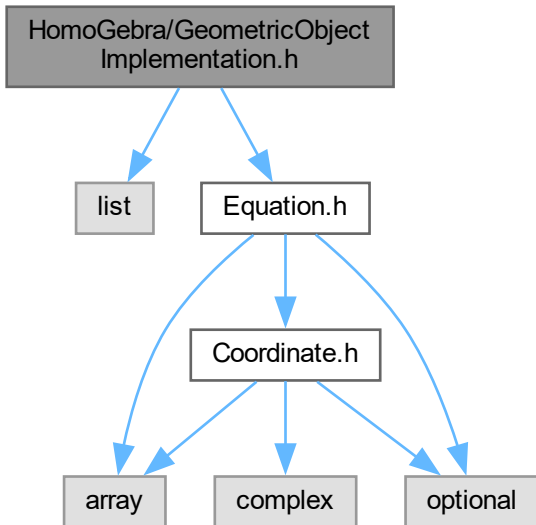 HomoGebra/GeometricObject
Implementation.h
list
Equation.h
Coordinate.h
array
complex
optional